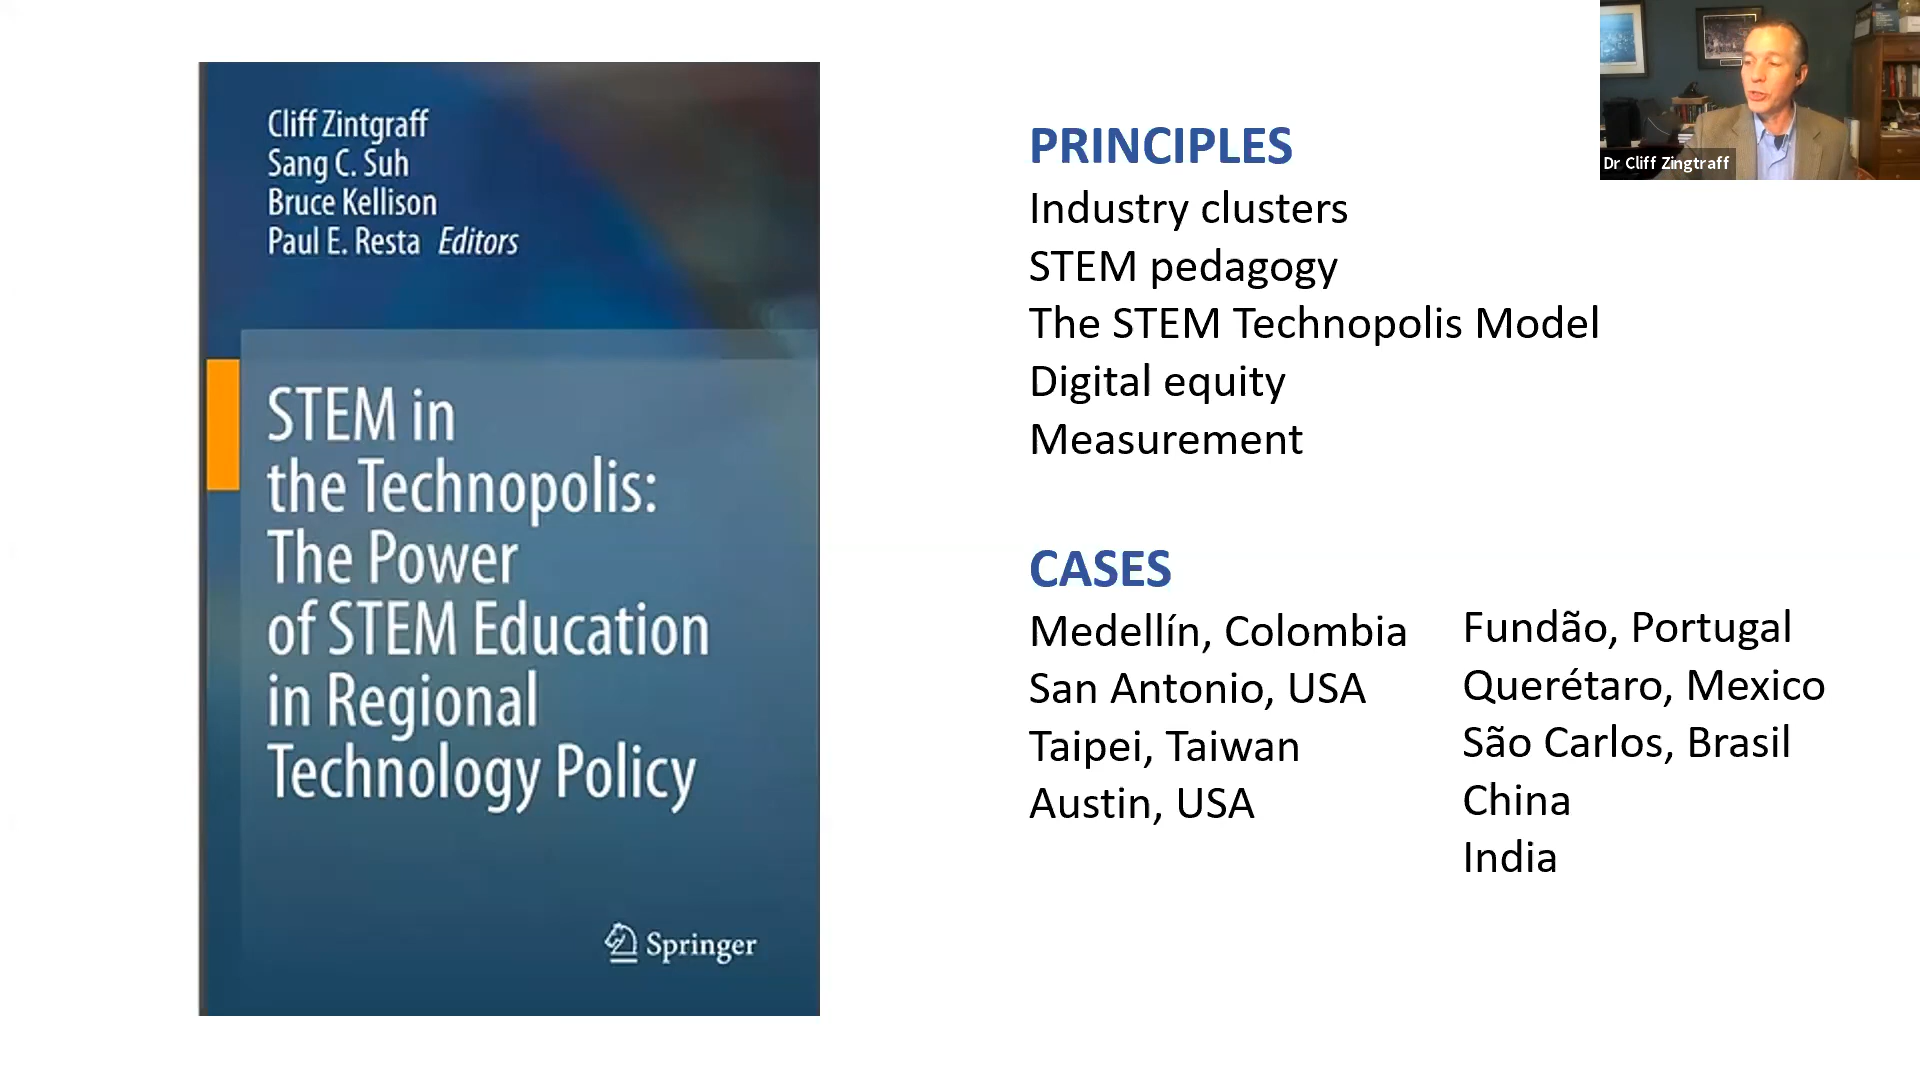 Cliff Zintgraff
Sang C. Suh
Bruce Kellison
Paul E. Resta Editors
STEM in
the Technopolis:
The Power
of STEM Education
in Regional
Technology Policy
Springer
PRINCIPLES
Industry clusters
STEM pedagogy
The STEM Technopolis Model
Digital equity
Measurement
CASES
Medellín, Colombia
San Antonio, USA
Taipei, Taiwan
Austin, USA
Fundão, Portugal
Querétaro, Mexico
São Carlos, Brasil
China
India
Dr Cliff Zingtraff